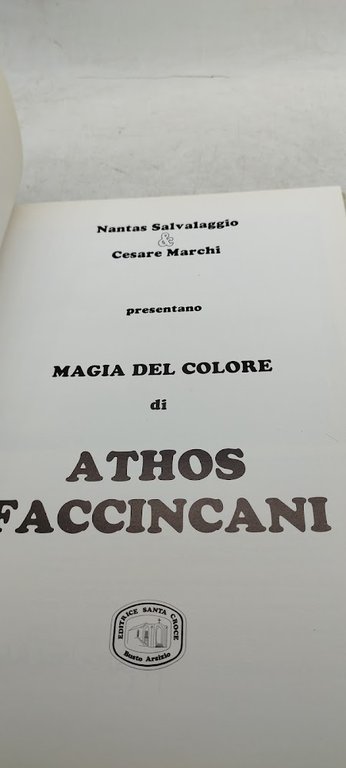 Nantas Salvalaggio
&
Cesare Marchi
presentano
MAGIA DEL COLORE
di
ATHOS
FACCINCANI
EDITRICE SANTA CROCE
Busto Arsizio